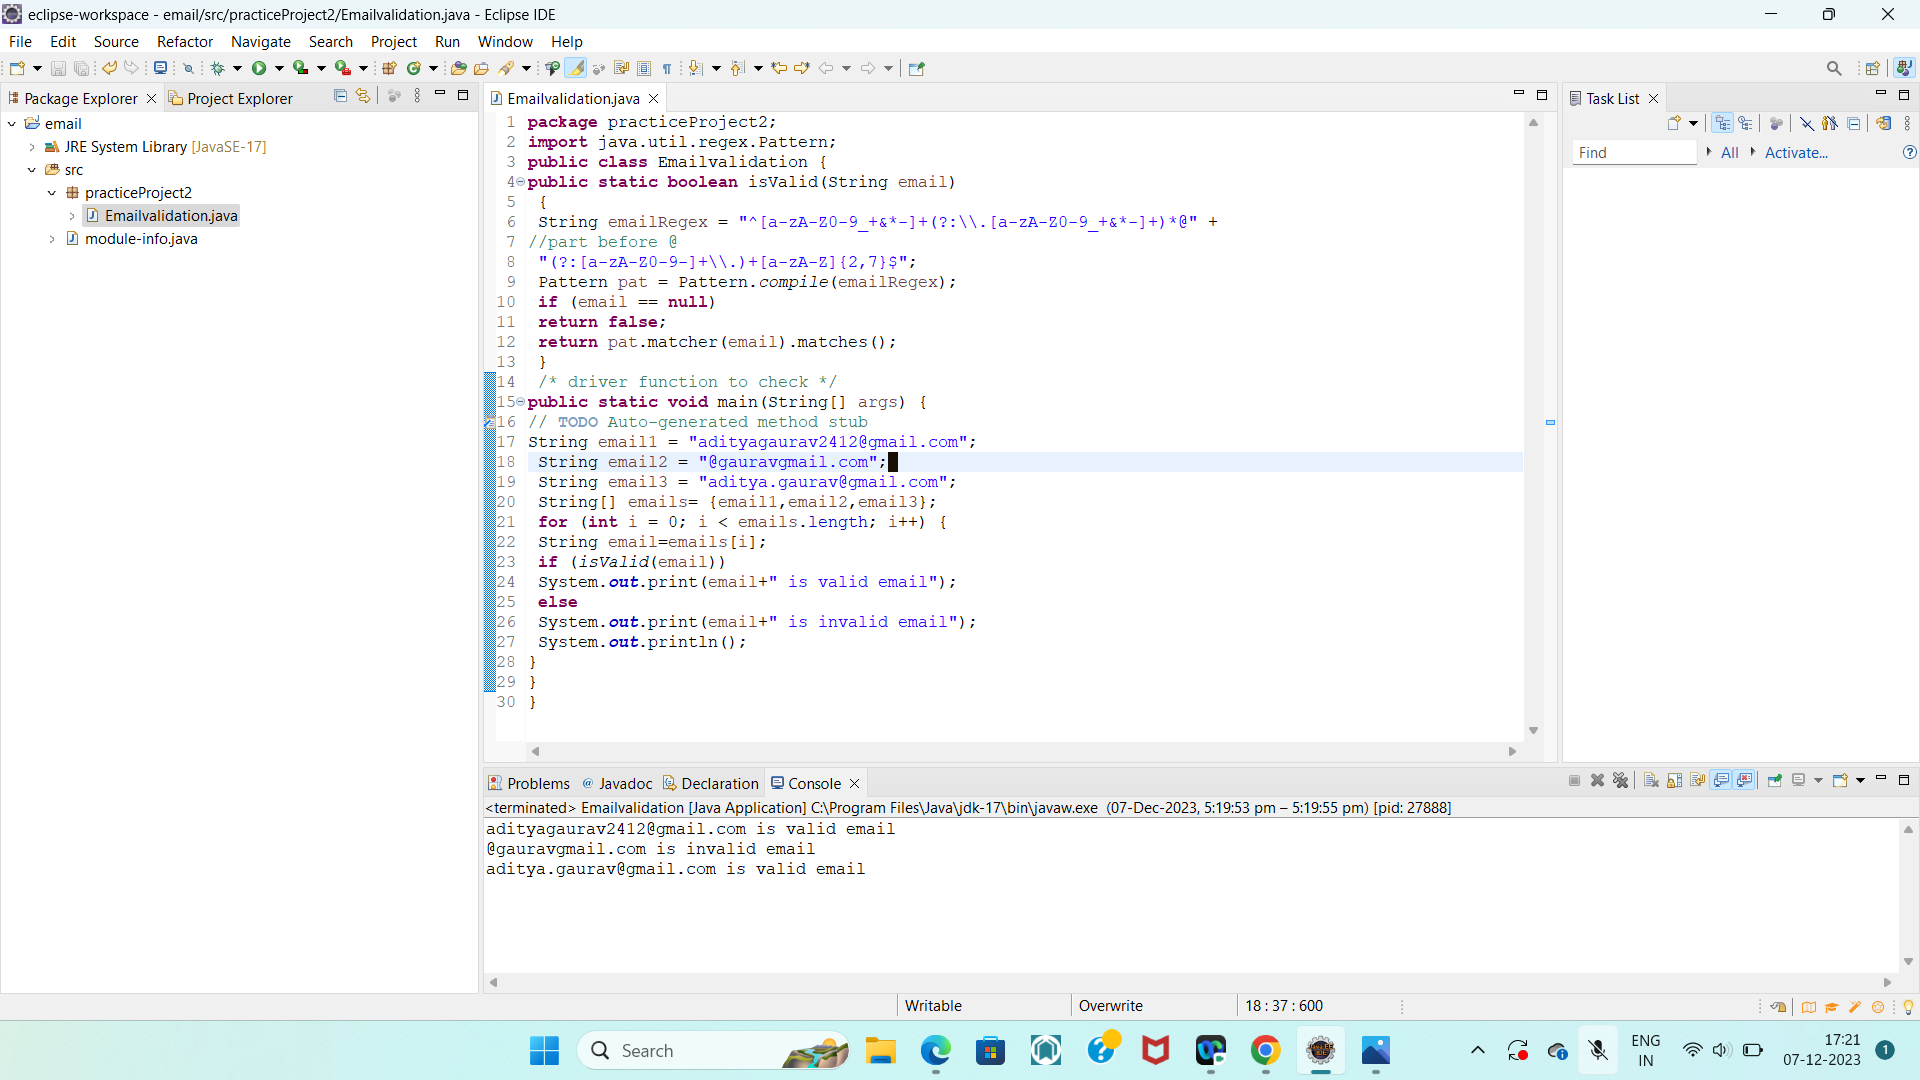 eclipse-workspace - email/src/practiceProject2/Emailvalidation.java - Eclipse IDE
File Edit Source Refactor Navigate Search Project Run Window Help
Package Explorer Project Explorer
email
JRE System Library [JavaSE-17]
src
practiceProject2
Emailvalidation.java
module-info.java
Emailvalidation.java
1 package practiceProject2;
2 import java.util.regex.Pattern;
3 public class Emailvalidation {
4 public static boolean isValid(String email)
5 {
6 String emailRegex = "^[a-zA-Z0-9_+&*-]+(?:\\.[a-zA-Z0-9_+&*-]+)*@" +
7 //part before @
8 "(?:[a-zA-Z0-9-]+\\.)+[a-zA-Z]{2,7}$";
9 Pattern pat = Pattern.compile(emailRegex);
10 if (email == null)
11 return false;
12 return pat.matcher(email).matches();
13 }
14 /* driver function to check */
15 public static void main(String[] args) {
16 // TODO Auto-generated method stub
17 String email1 = "adityagaurav2412@gmail.com";
18 String email2 = "@gauravgmail.com";
19 String email3 = "aditya.gaurav@gmail.com";
20 String[] emails= {email1,email2,email3};
21 for (int i = 0; i < emails.length; i++) {
22 String email=emails[i];
23 if (isValid(email))
24 System.out.print(email+" is valid email");
25 else
26 System.out.print(email+" is invalid email");
27 System.out.println();
28 }
29 }
30 }
Task List
Find All Activate...
Problems Javadoc Declaration Console
<terminated> Emailvalidation [Java Application] C:\Program Files\Java\jdk-17\bin\javaw.exe (07-Dec-2023, 5:19:53 pm – 5:19:55 pm) [pid: 27888]
adityagaurav2412@gmail.com is valid email
@gauravgmail.com is invalid email
aditya.gaurav@gmail.com is valid email
Writable Overwrite 18 : 37 : 600
Search
ENG
IN
17:21
07-12-2023
1